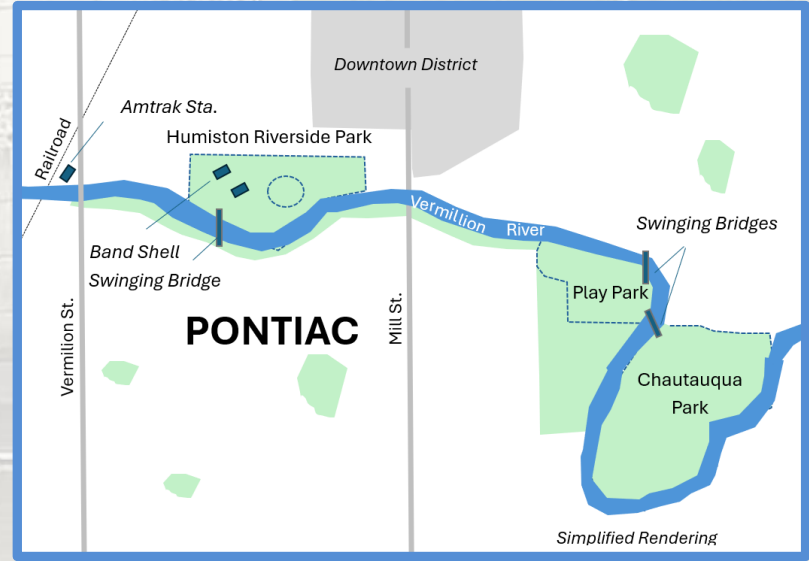 Downtown District
Amtrak Sta.
Railroad
Humiston Riverside Park
Vermillion River
Swinging Bridges
Band Shell
Swinging Bridge
Play Park
Vermilion St.
PONTIAC
Mill St.
Chautauqua
Park
Simplified Rendering